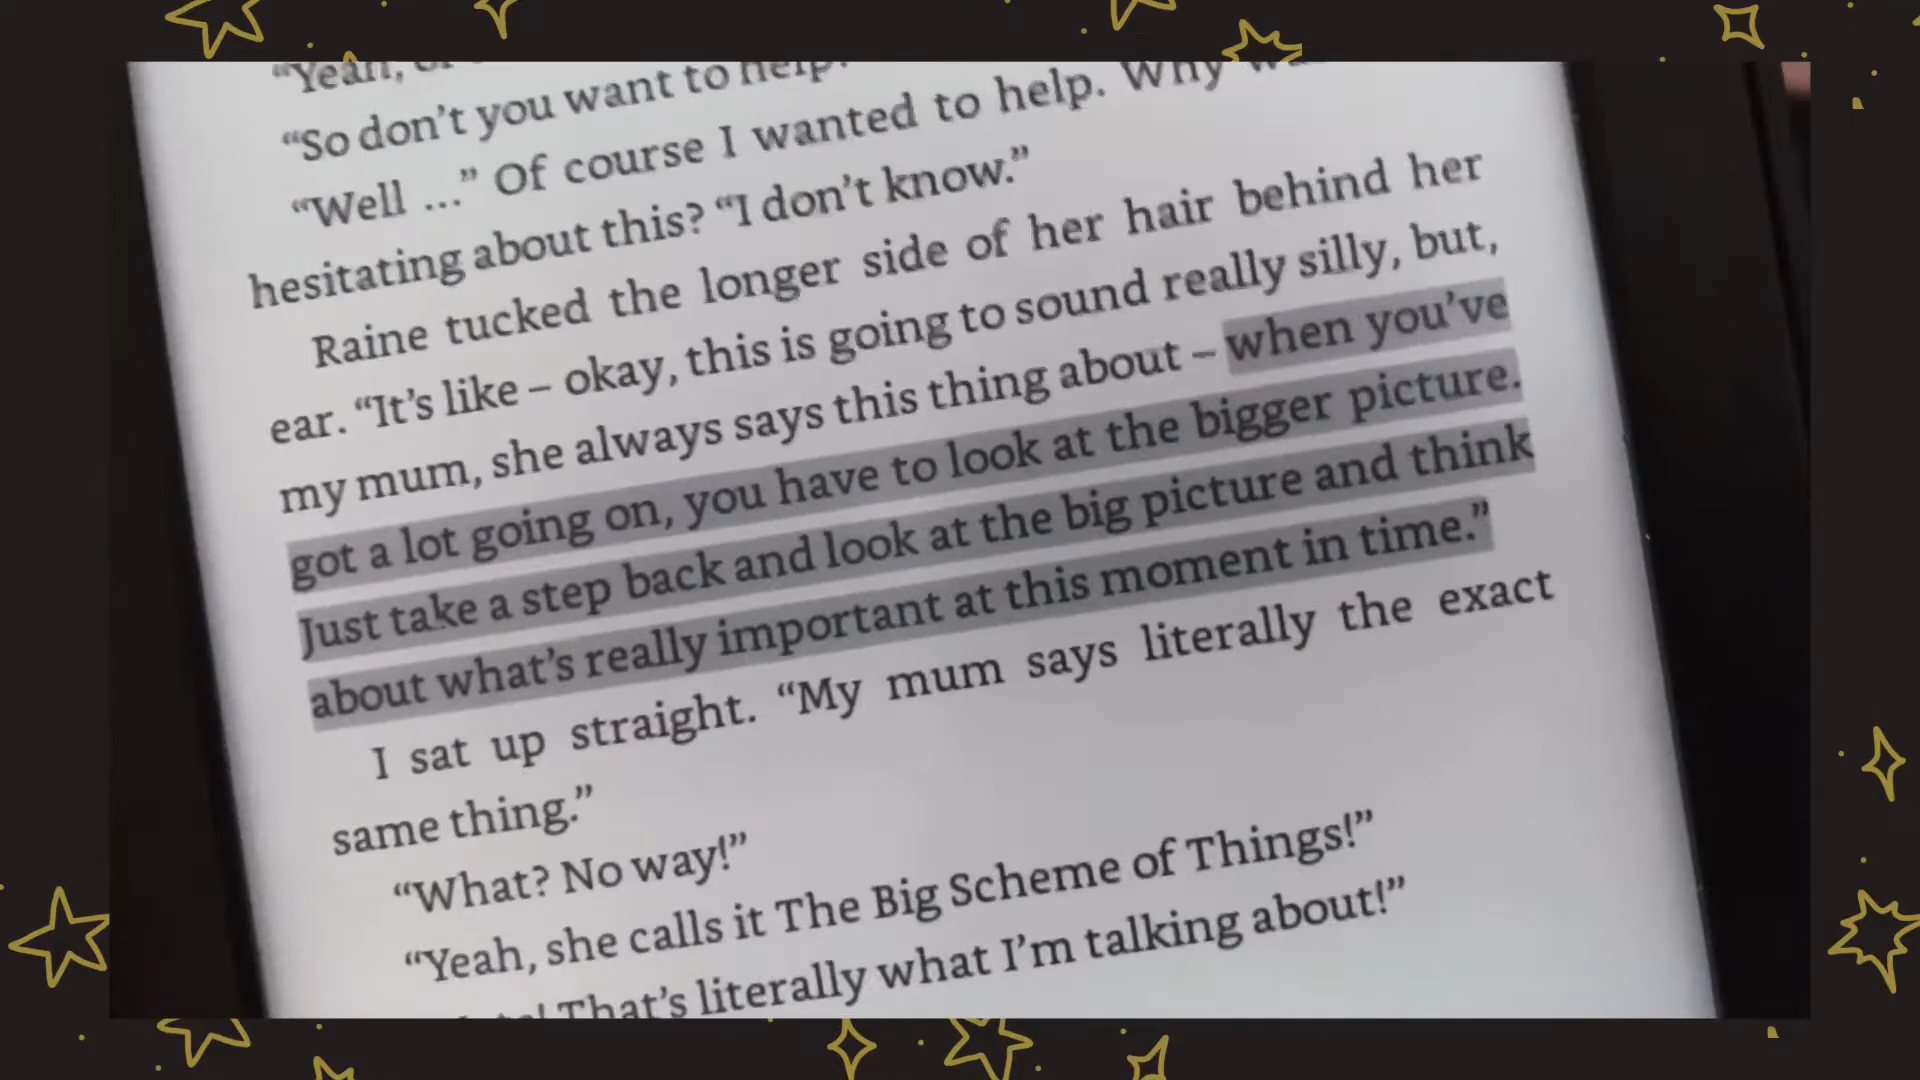 “Yeah,
“So don’t you want to help
“Well ...” Of course I wanted to help. Why
hesitating about this? “I don’t know.”
Raine tucked the longer side of her hair behind her
ear. “It’s like – okay, this is going to sound really silly, but,
my mum, she always says this thing about – when you’ve
got a lot going on, you have to look at the bigger picture.
Just take a step back and look at the big picture and think
about what’s really important at this moment in time.”
I sat up straight. “My mum says literally the exact
same thing.”
“What? No way!”
“Yeah, she calls it The Big Scheme of Things!”
That’s literally what I’m talking about!”